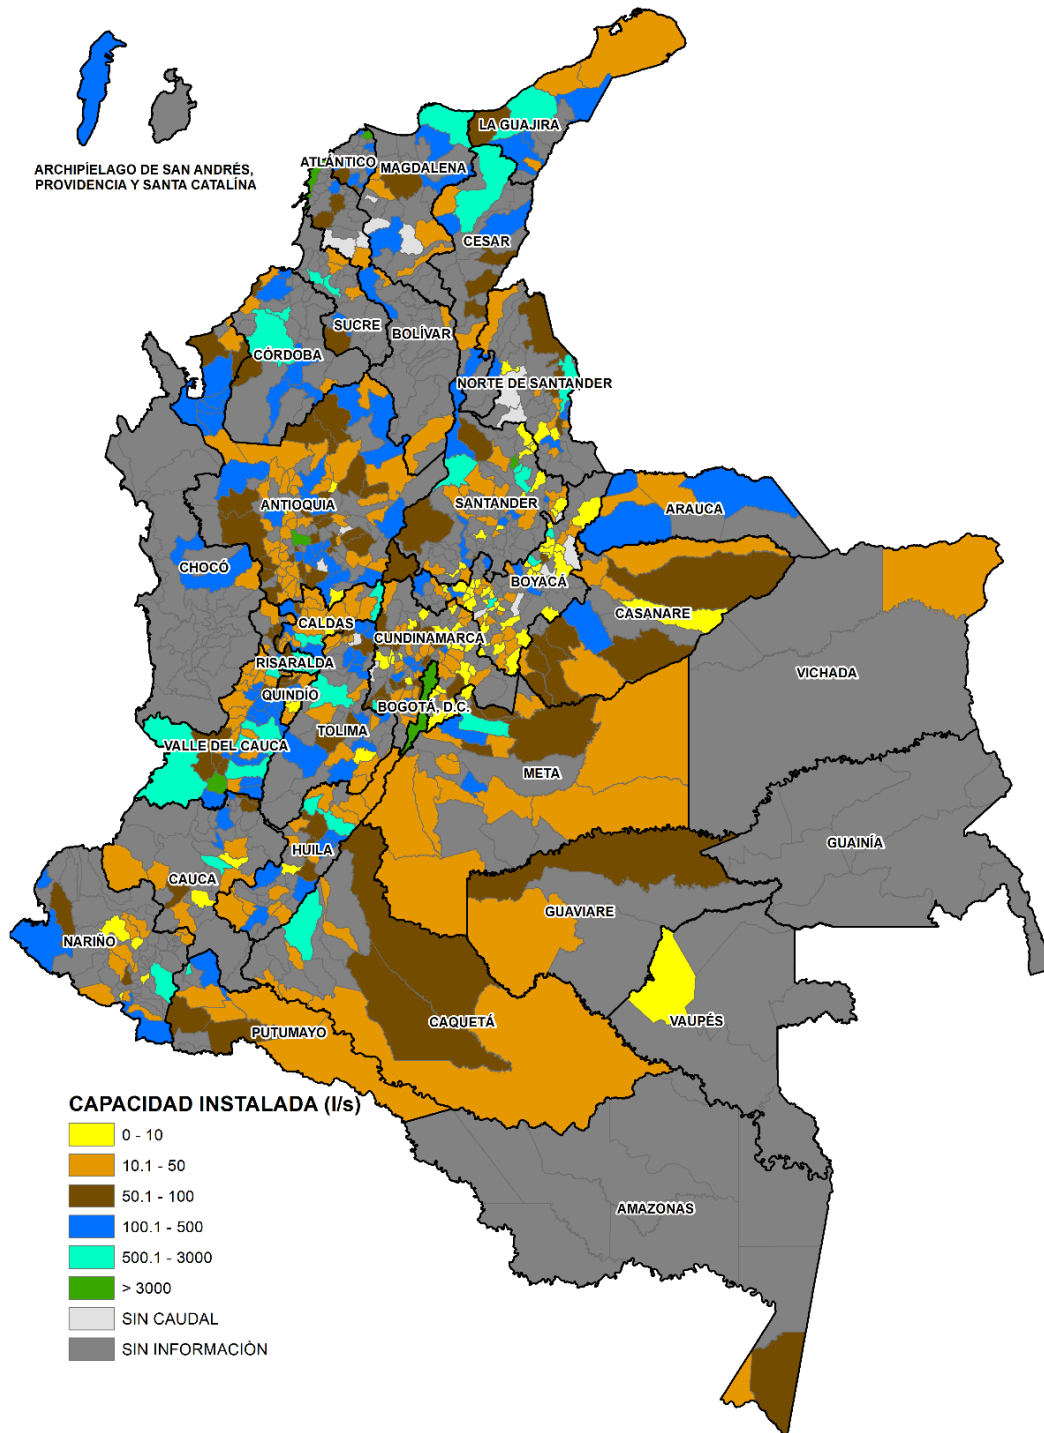 ARCHIPÍELAGO DE SAN ANDRÉS,
PROVIDENCIA Y SANTA CATALÍNA
LA GUAJIRA
ATLÁNTICO
MAGDALENA
CESAR
SUCRE
BOLÍVAR
CÓRDOBA
NORTE DE SANTANDER
ANTIOQUIA
SANTANDER
ARAUCA
CHOCÓ
BOYACÁ
CASANARE
CALDAS
CUNDINAMARCA
RISARALDA
VICHADA
QUINDÍO
BOGOTÁ, D.C.
TOLIMA
VALLE DEL CAUCA
META
GUAINÍA
HUILA
CAUCA
GUAVIARE
NARIÑO
VAUPÉS
CAQUETÁ
PUTUMAYO
AMAZONAS
CAPACIDAD INSTALADA (l/s)
0 - 10
10.1 - 50
50.1 - 100
100.1 - 500
500.1 - 3000
> 3000
SIN CAUDAL
SIN INFORMACIÒN